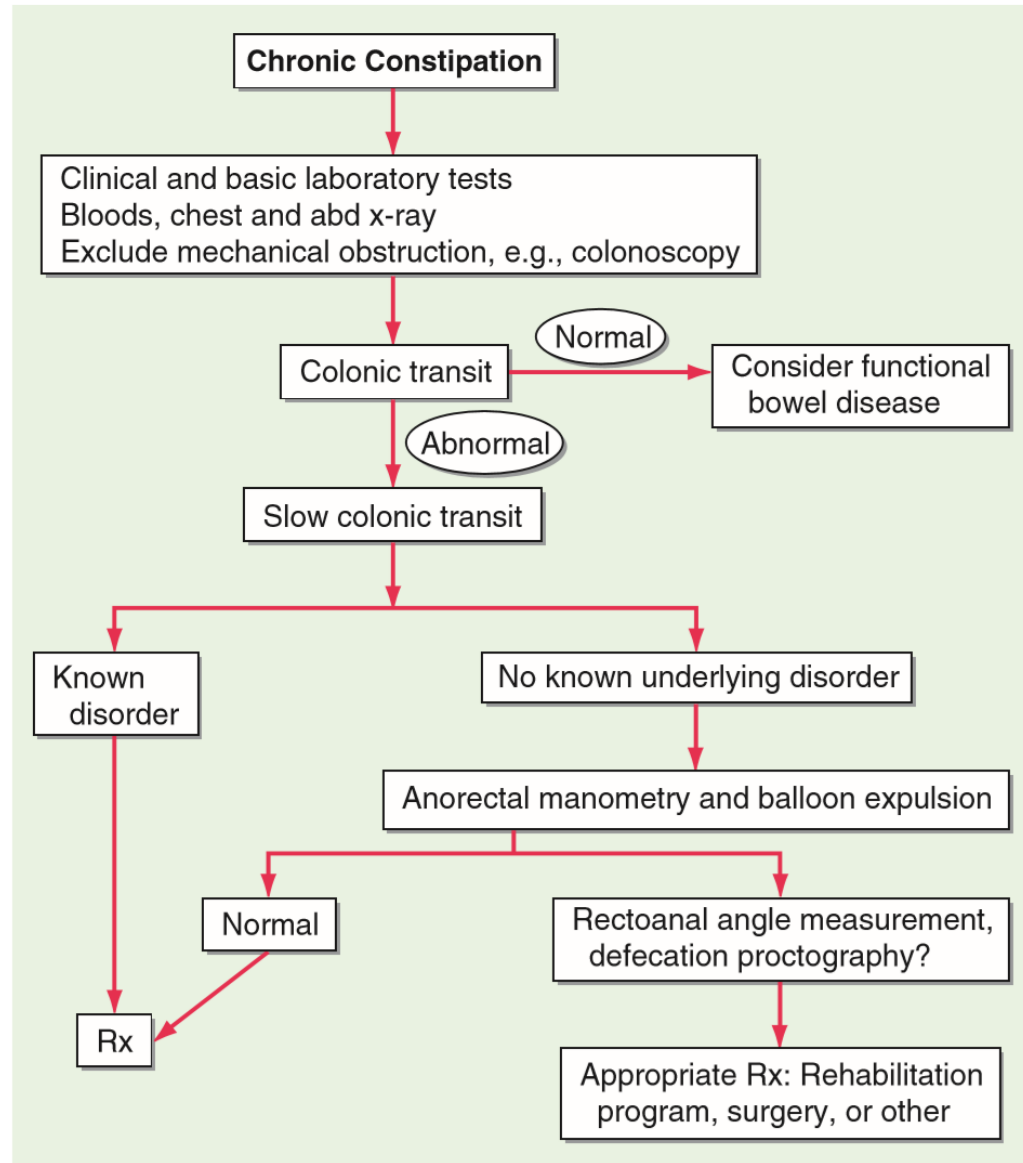 Chronic Constipation
Clinical and basic laboratory tests
Bloods, chest and abd x-ray
Exclude mechanical obstruction, e.g., colonoscopy
Normal
Colonic transit
Consider functional
bowel disease
Abnormal
Slow colonic transit
Known
disorder
No known underlying disorder
Anorectal manometry and balloon expulsion
Normal
Rectoanal angle measurement,
defecation proctography?
Rx
Appropriate Rx: Rehabilitation
program, surgery, or other